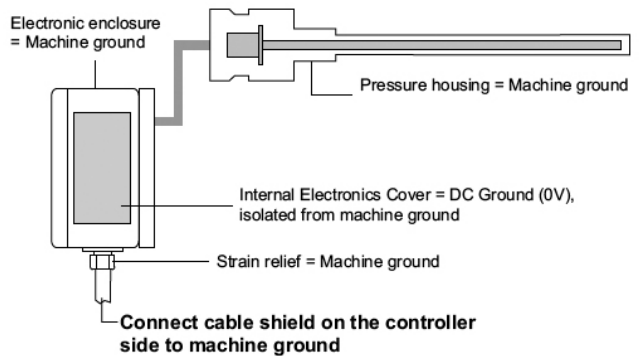 Electronic enclosure
= Machine ground
Pressure housing = Machine ground
Internal Electronics Cover = DC Ground (0V),
isolated from machine ground
Strain relief = Machine ground
Connect cable shield on the controller
side to machine ground